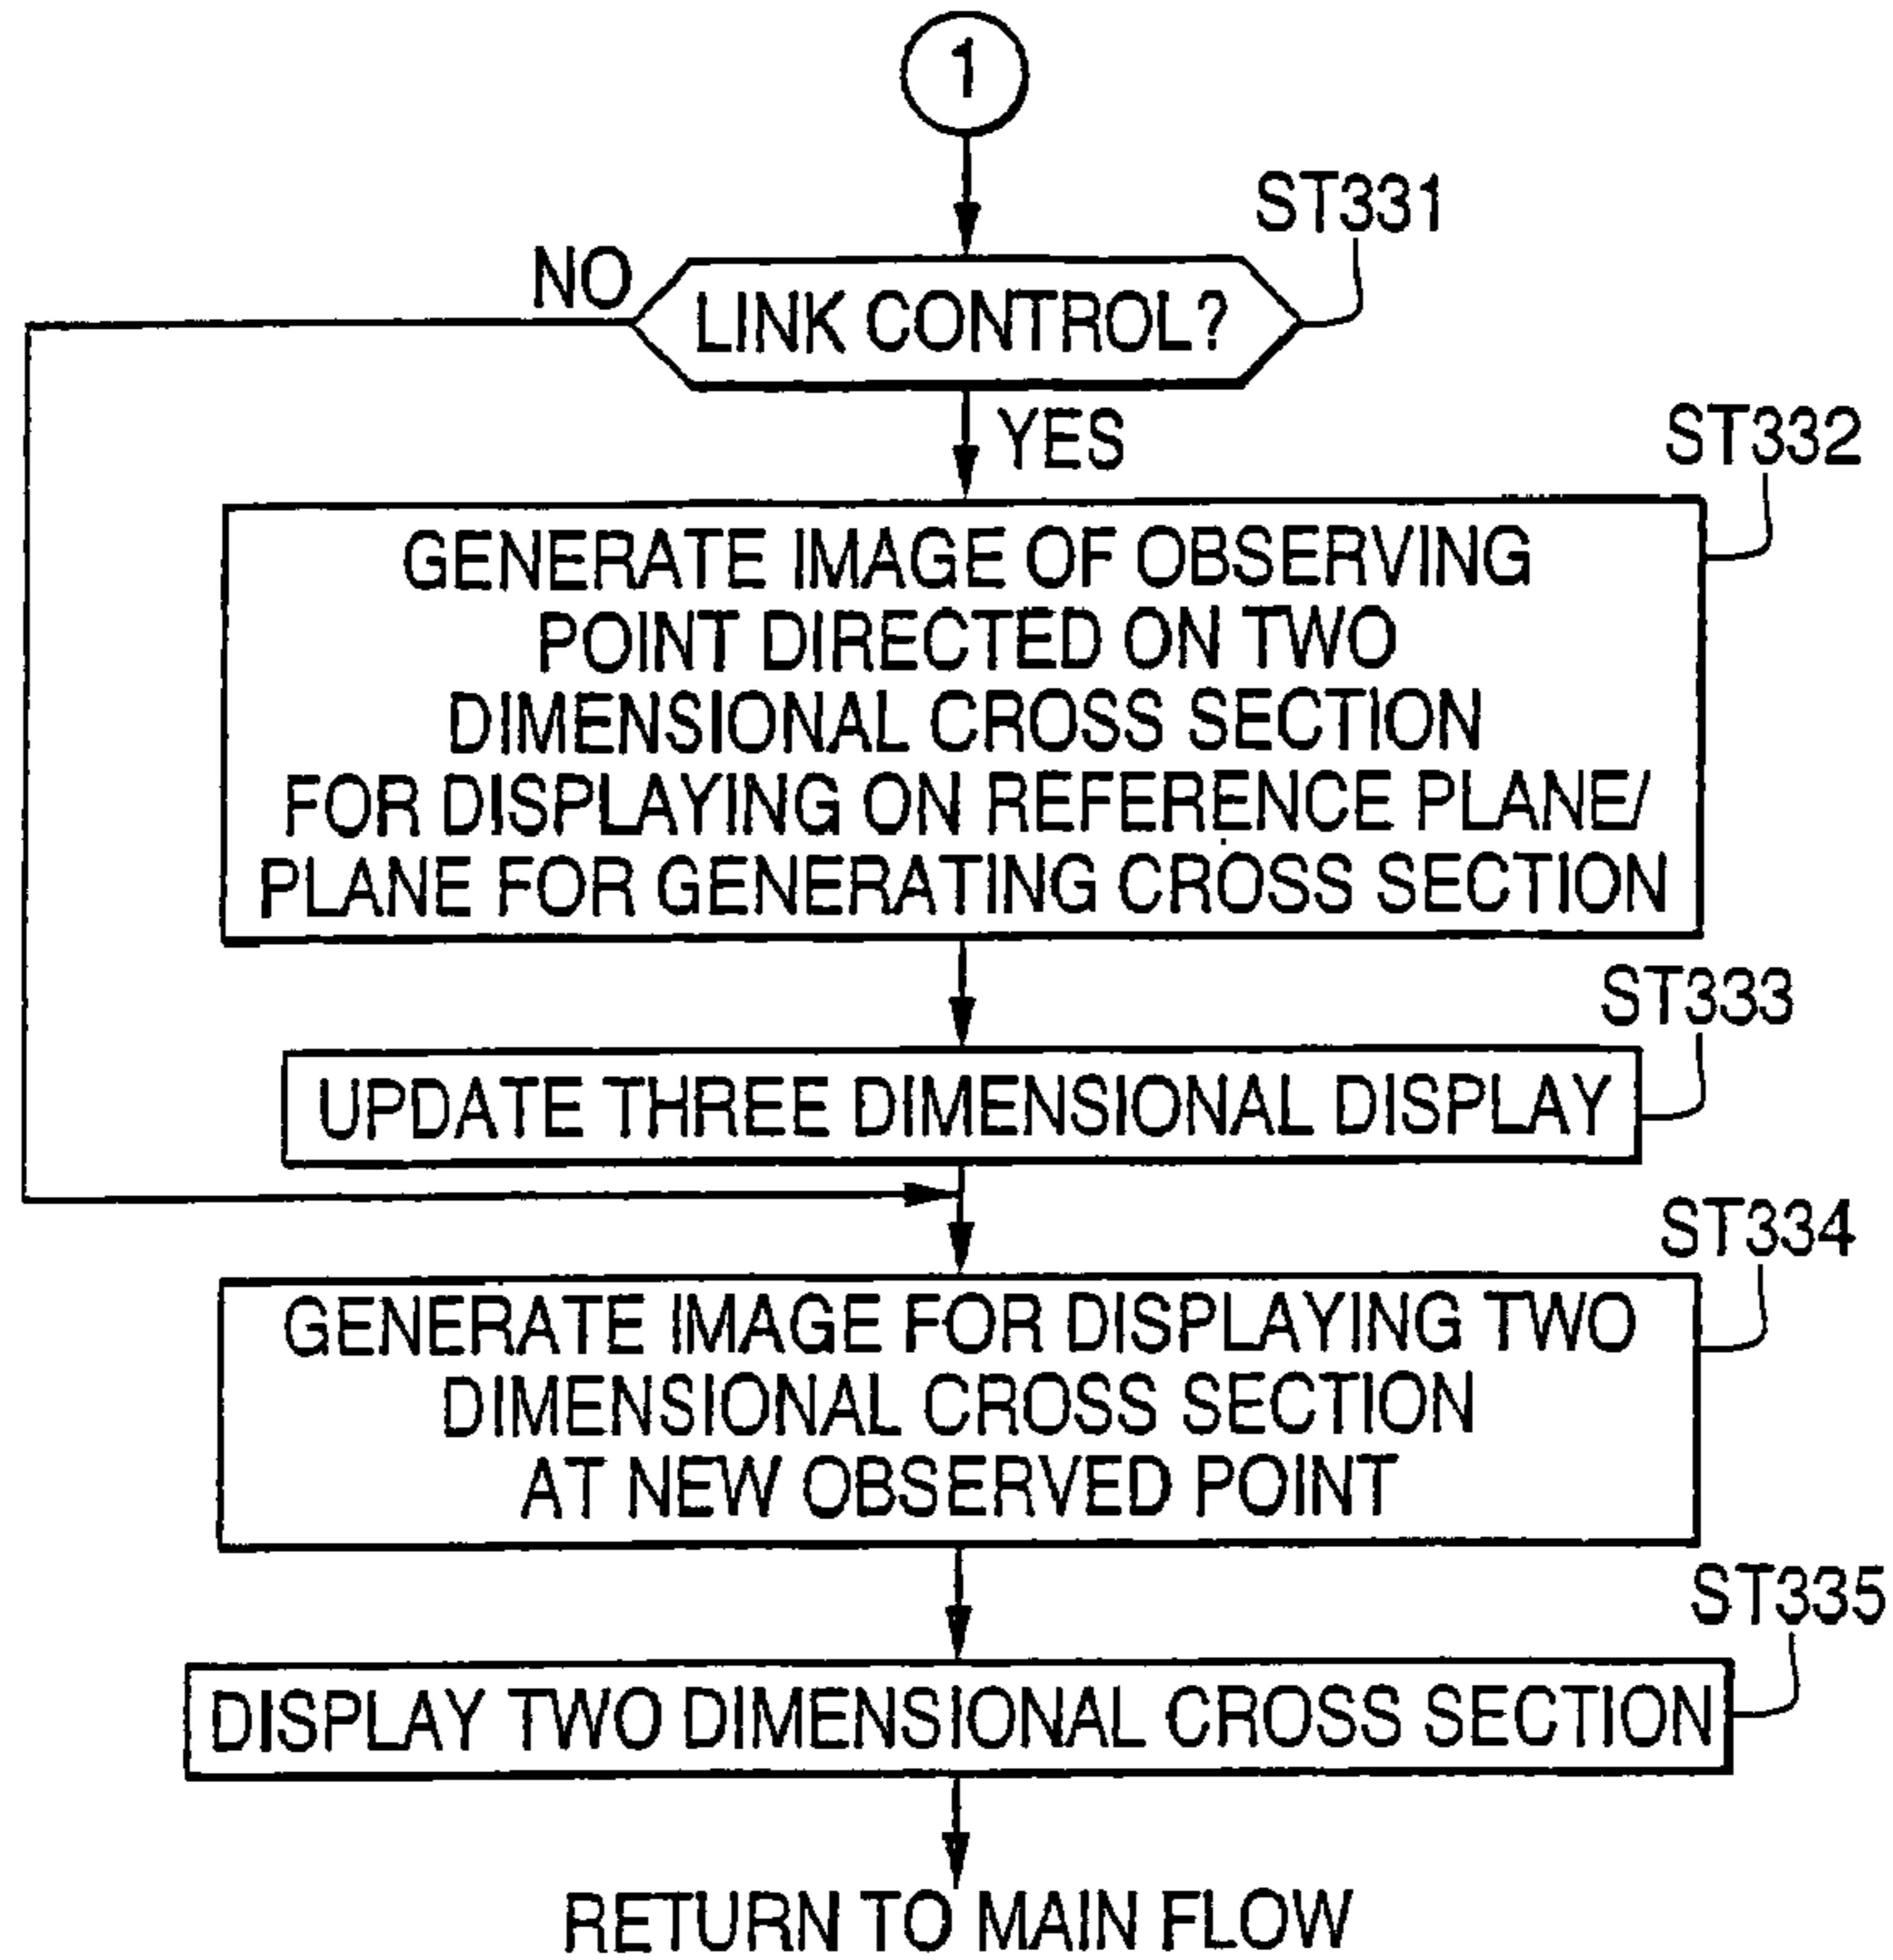 1
ST331
NO
LINK CONTROL?
YES
ST332
GENERATE IMAGE OF OBSERVING
POINT DIRECTED ON TWO
DIMENSIONAL CROSS SECTION
FOR DISPLAYING ON REFERENCE PLANE/
PLANE FOR GENERATING CROSS SECTION
ST333
UPDATE THREE DIMENSIONAL DISPLAY
ST334
GENERATE IMAGE FOR DISPLAYING TWO
DIMENSIONAL CROSS SECTION
AT NEW OBSERVED POINT
ST335
DISPLAY TWO DIMENSIONAL CROSS SECTION
RETURN TO MAIN FLOW